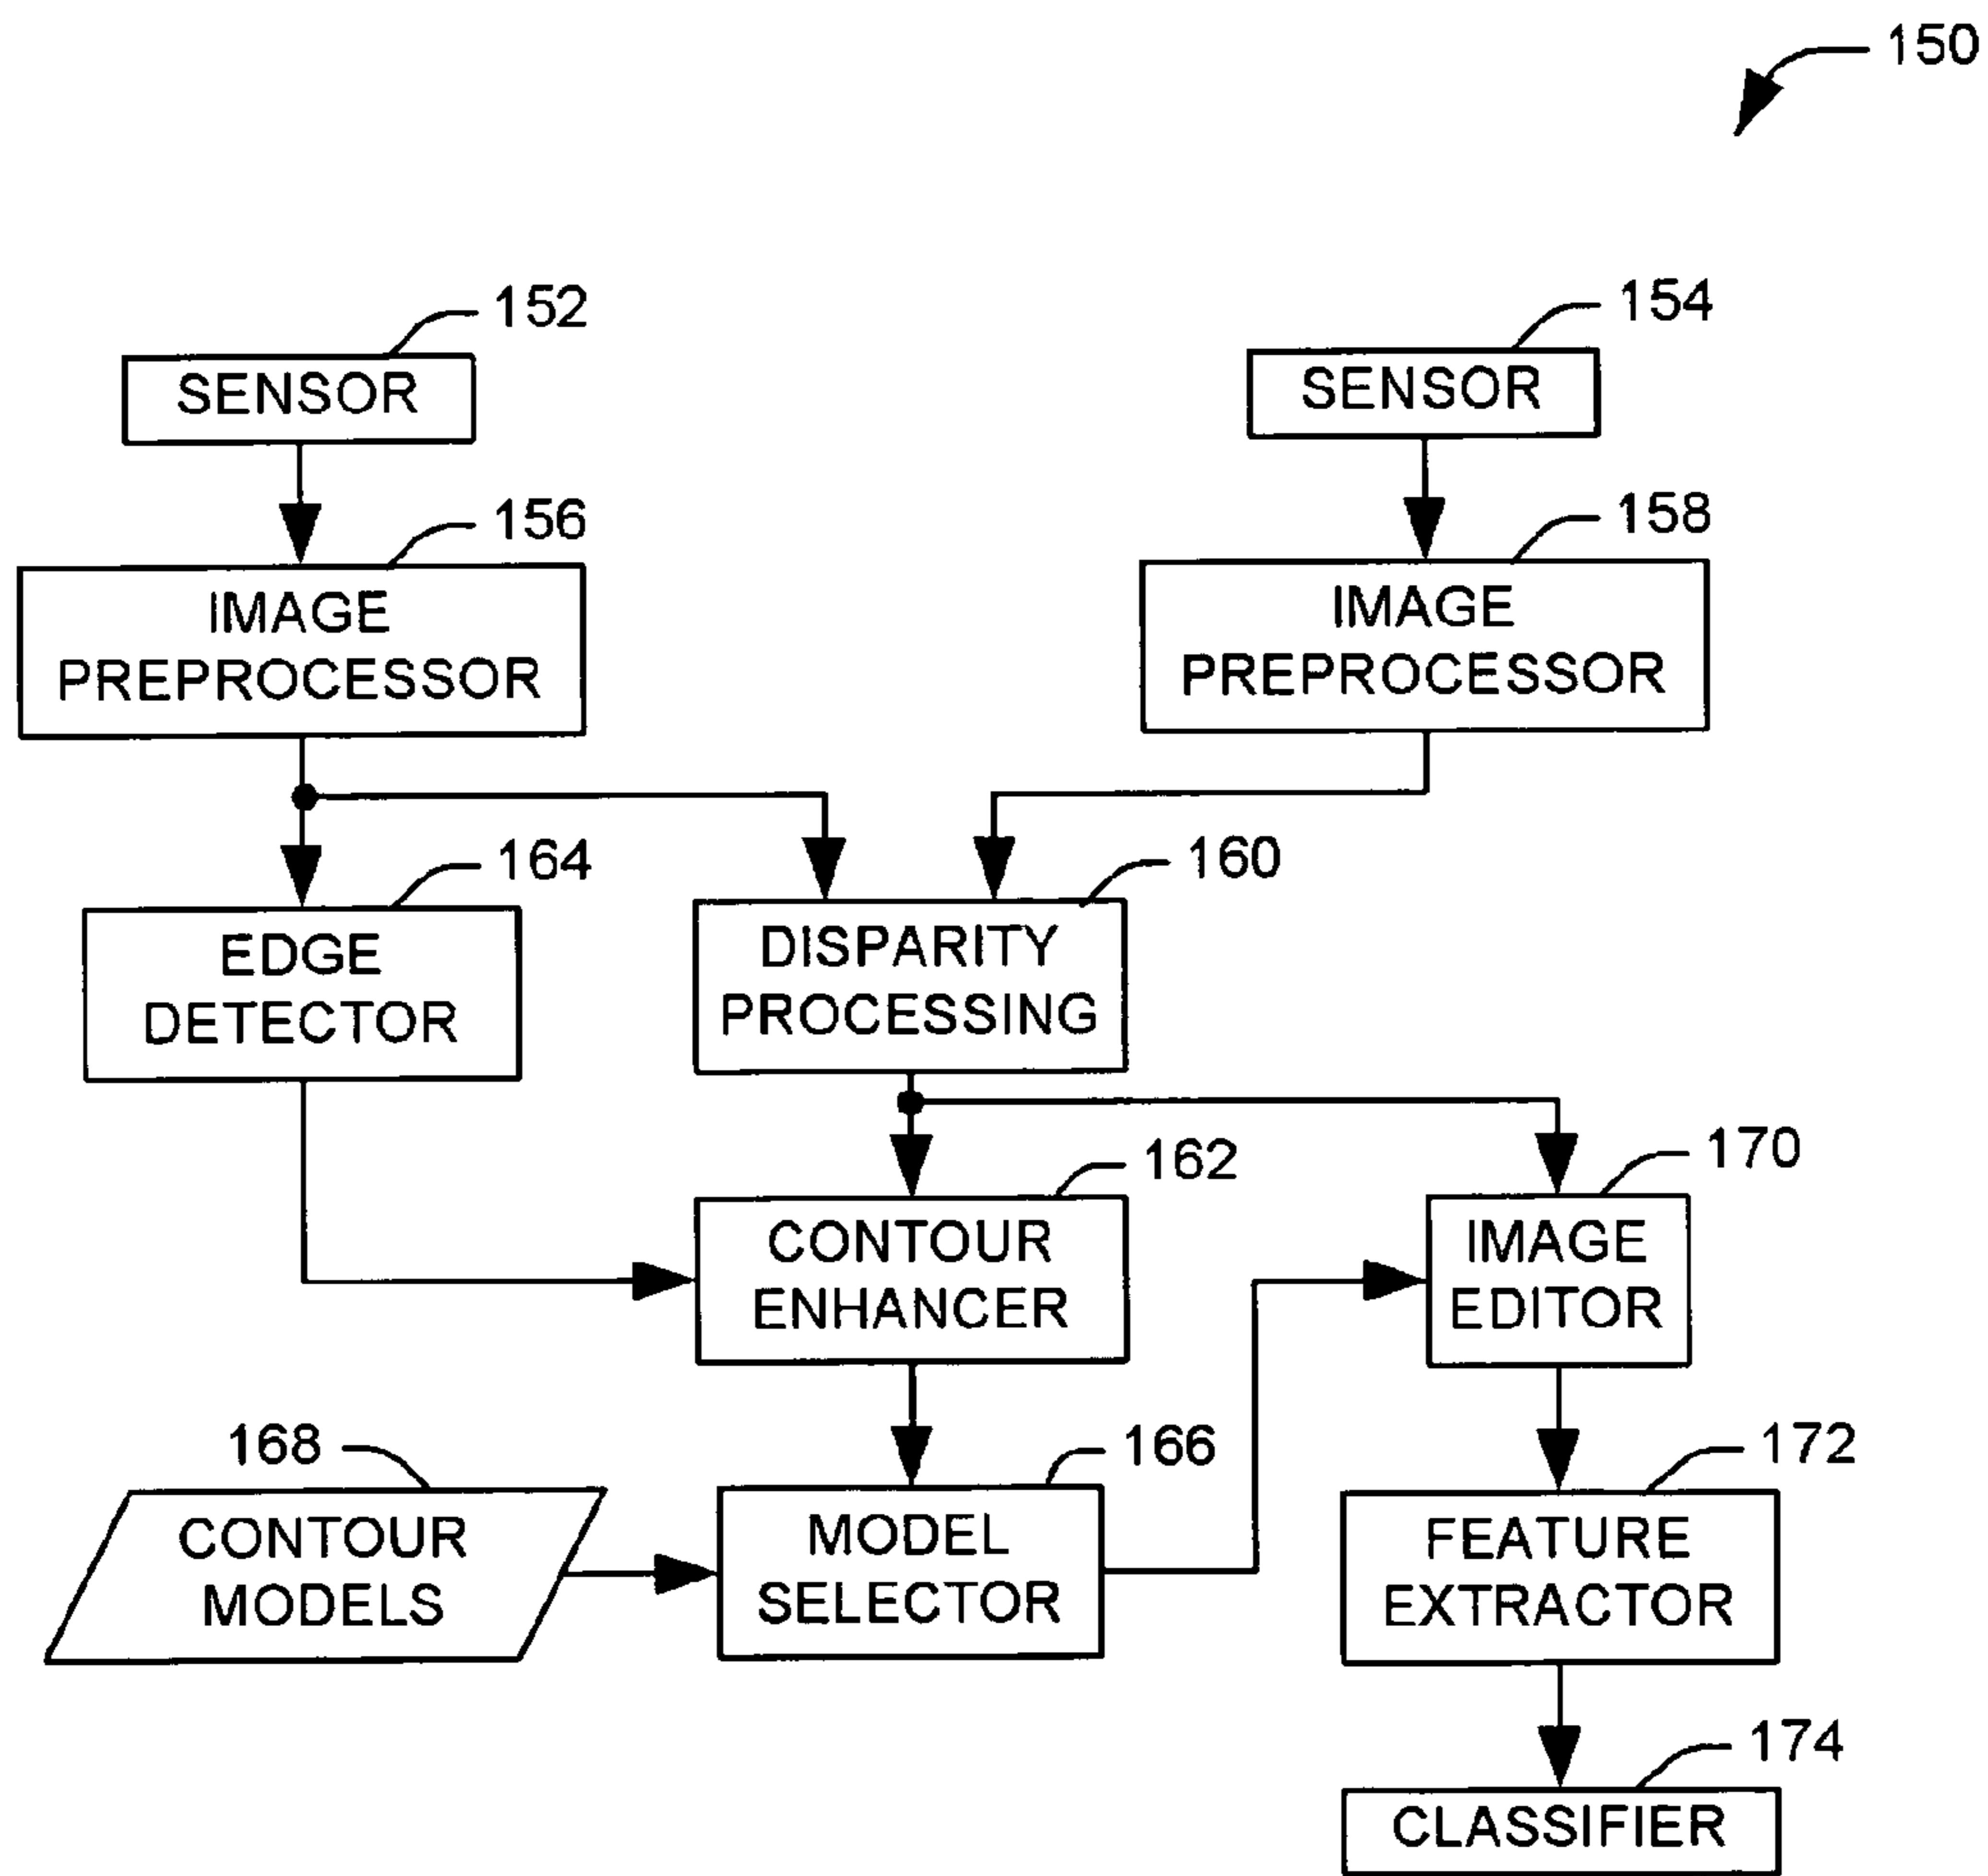 150
152
SENSOR
154
SENSOR
156
IMAGE
PREPROCESSOR
158
IMAGE
PREPROCESSOR
164
EDGE
DETECTOR
160
DISPARITY
PROCESSING
162
CONTOUR
ENHANCER
170
IMAGE
EDITOR
168
CONTOUR
MODELS
166
MODEL
SELECTOR
172
FEATURE
EXTRACTOR
174
CLASSIFIER